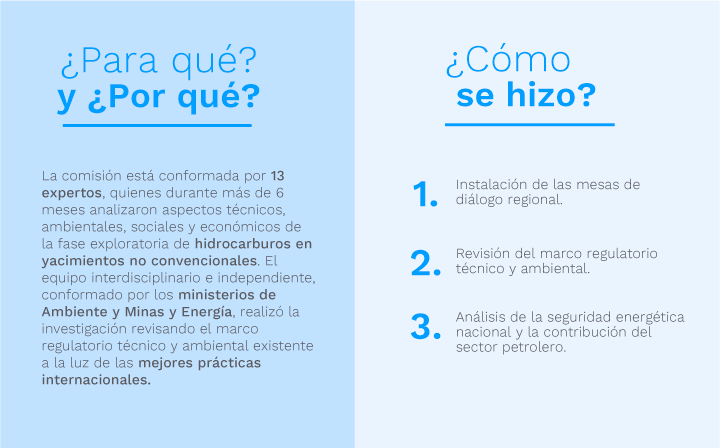 ¿Para qué?
y ¿Por qué?
La comisión está conformada por 13
expertos, quienes durante más de 6
meses analizaron aspectos técnicos,
ambientales, sociales y económicos de
la fase exploratoria de hidrocarburos en
yacimientos no convencionales. El
equipo interdisciplinario e independiente,
conformado por los ministerios de
Ambiente y Minas y Energía, realizó la
investigación revisando el marco
regulatorio técnico y ambiental existente
a la luz de las mejores prácticas
internacionales.
¿Cómo
se hizo?
1. Instalación de las mesas de
diálogo regional.
2. Revisión del marco regulatorio
técnico y ambiental.
3. Análisis de la seguridad energética
nacional y la contribución del
sector petrolero.